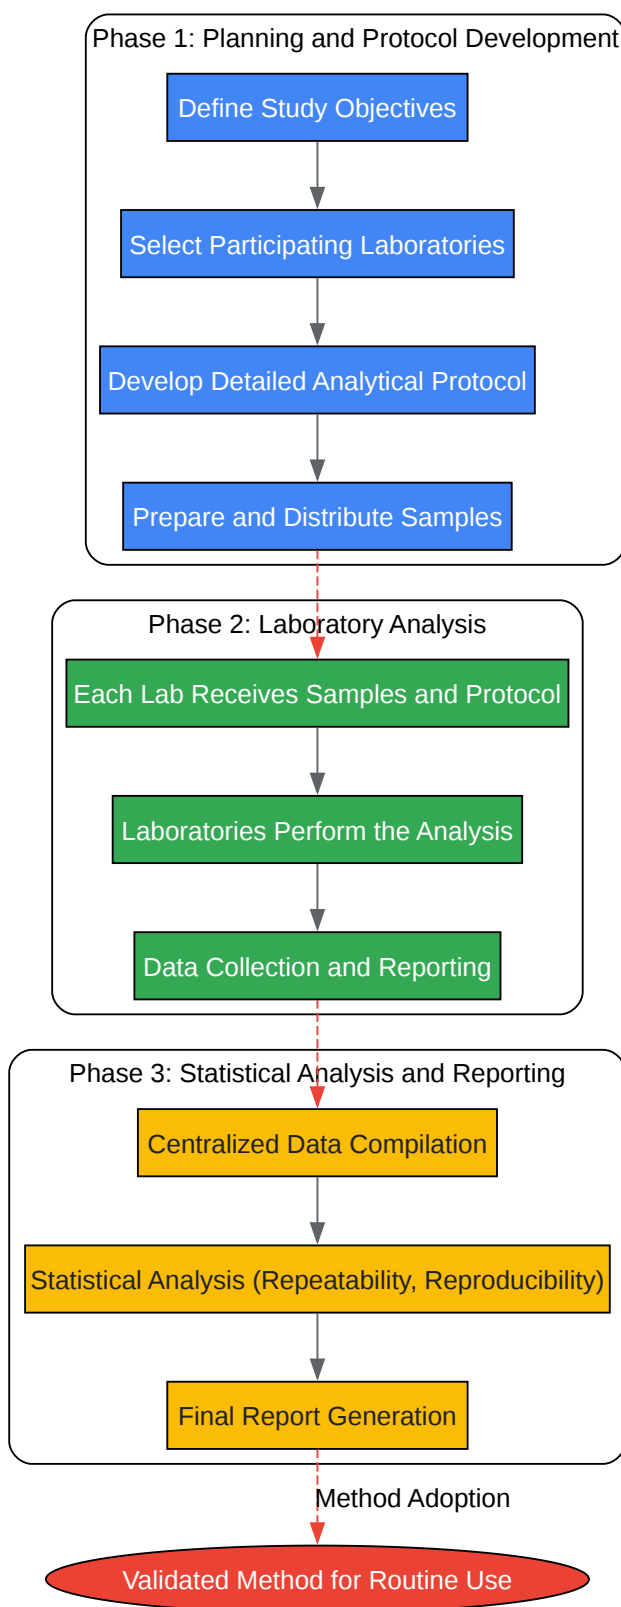 Phase 1: Planning and Protocol Development
Define Study Objectives
Select Participating Laboratories
Develop Detailed Analytical Protocol
Prepare and Distribute Samples
Phase 2: Laboratory Analysis
Each Lab Receives Samples and Protocol
Laboratories Perform the Analysis
Data Collection and Reporting
Phase 3: Statistical Analysis and Reporting
Centralized Data Compilation
Statistical Analysis (Repeatability, Reproducibility)
Final Report Generation
Method Adoption
Validated Method for Routine Use